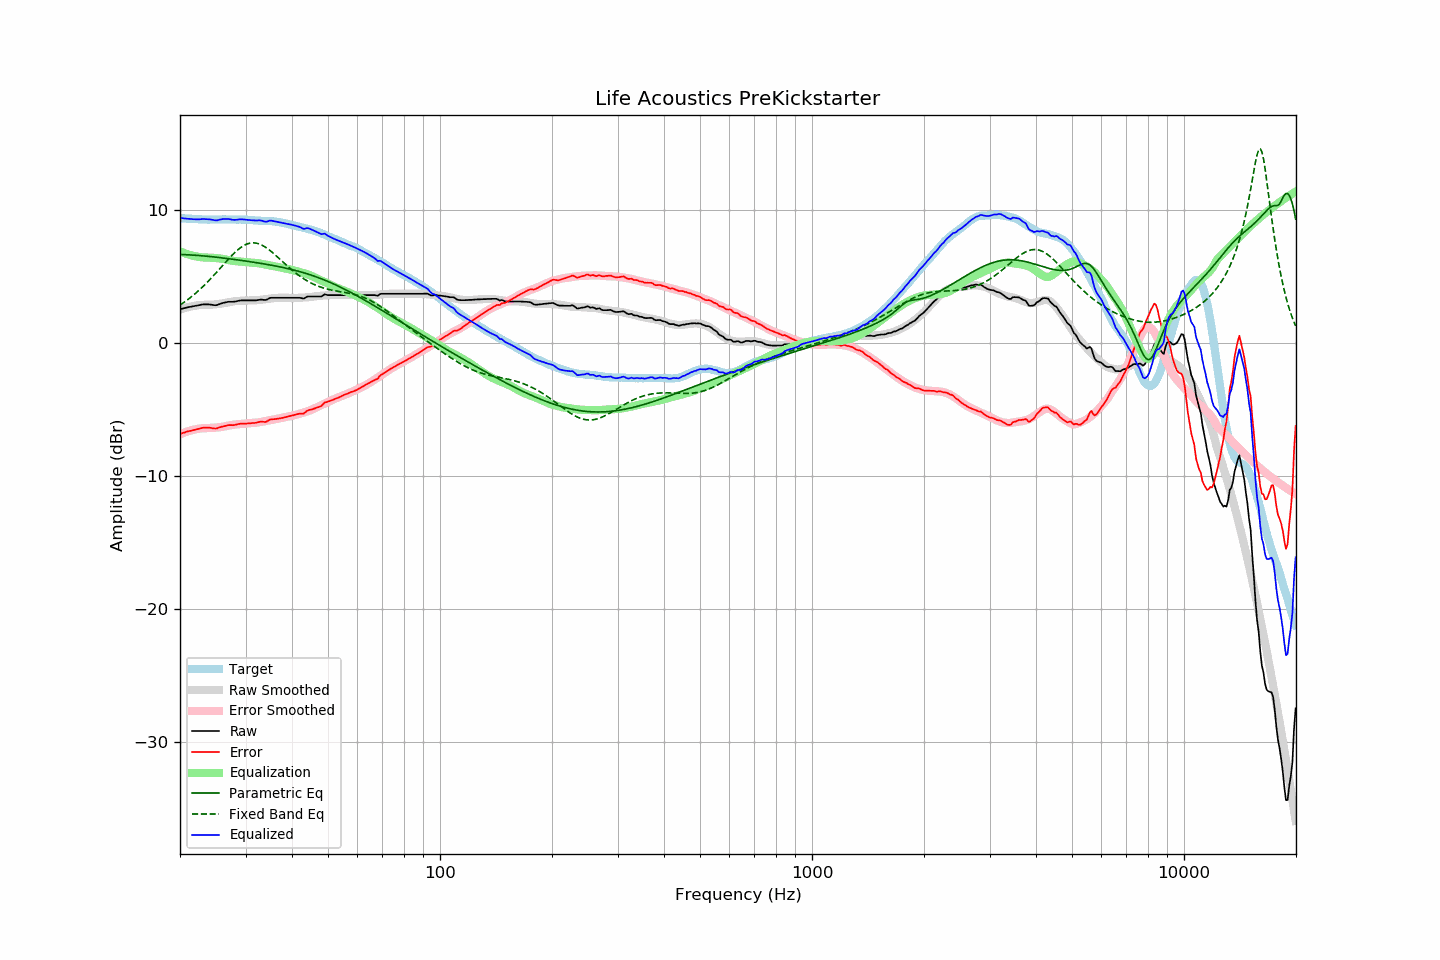 Life Acoustics PreKickstarter
10
0
−10
−20
−30
Amplitude (dBr)
Target
Raw Smoothed
Error Smoothed
Raw
Error
Equalization
Parametric Eq
Fixed Band Eq
Equalized
100
1000
10000
Frequency (Hz)